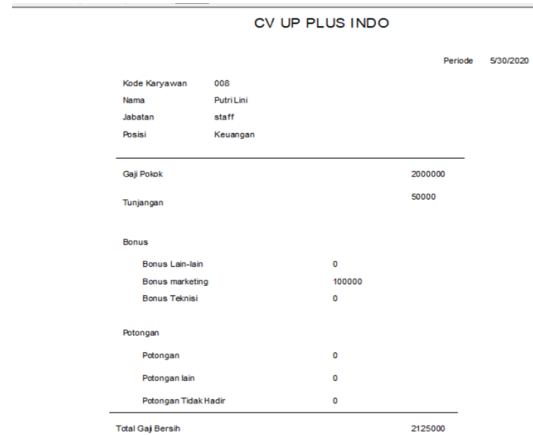 CV UP PLUS INDO
Periode 5/30/2020
Kode Karyawan 008
Nama Putri Lini
Jabatan staff
Posisi Keuangan
Gaji Pokok 2000000
Tunjangan 50000
Bonus
Bonus Lain-lain 0
Bonus marketing 100000
Bonus Teknisi 0
Potongan
Potongan 0
Potongan lain 0
Potongan Tidak Hadir 0
Total Gaji Bersih 2125000